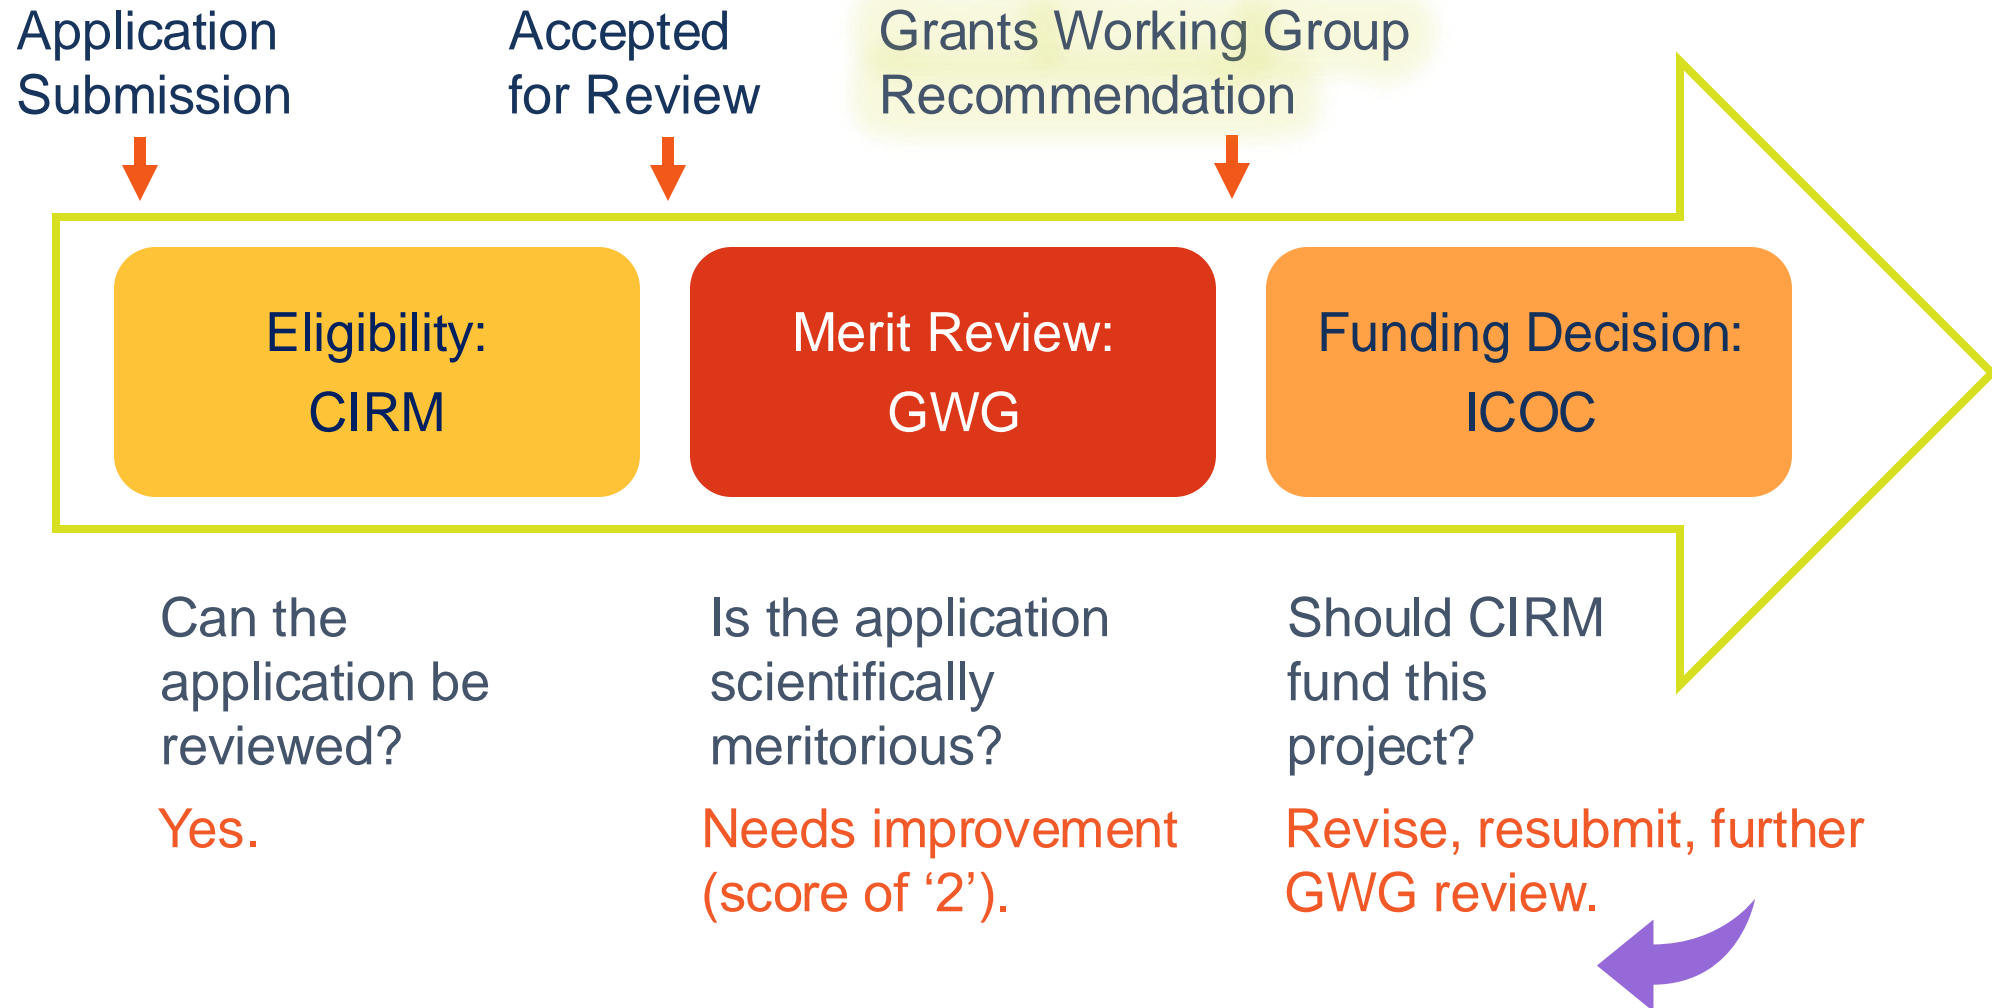 Application
Submission
Accepted
for Review
Grants Working Group
Recommendation
Eligibility:
CIRM
Merit Review:
GWG
Funding Decision:
ICOC
Can the
application be
reviewed?
Yes.
Is the application
scientifically
meritorious?
Needs improvement
(score of ‘2’).
Should CIRM
fund this
project?
Revise, resubmit, further
GWG review.